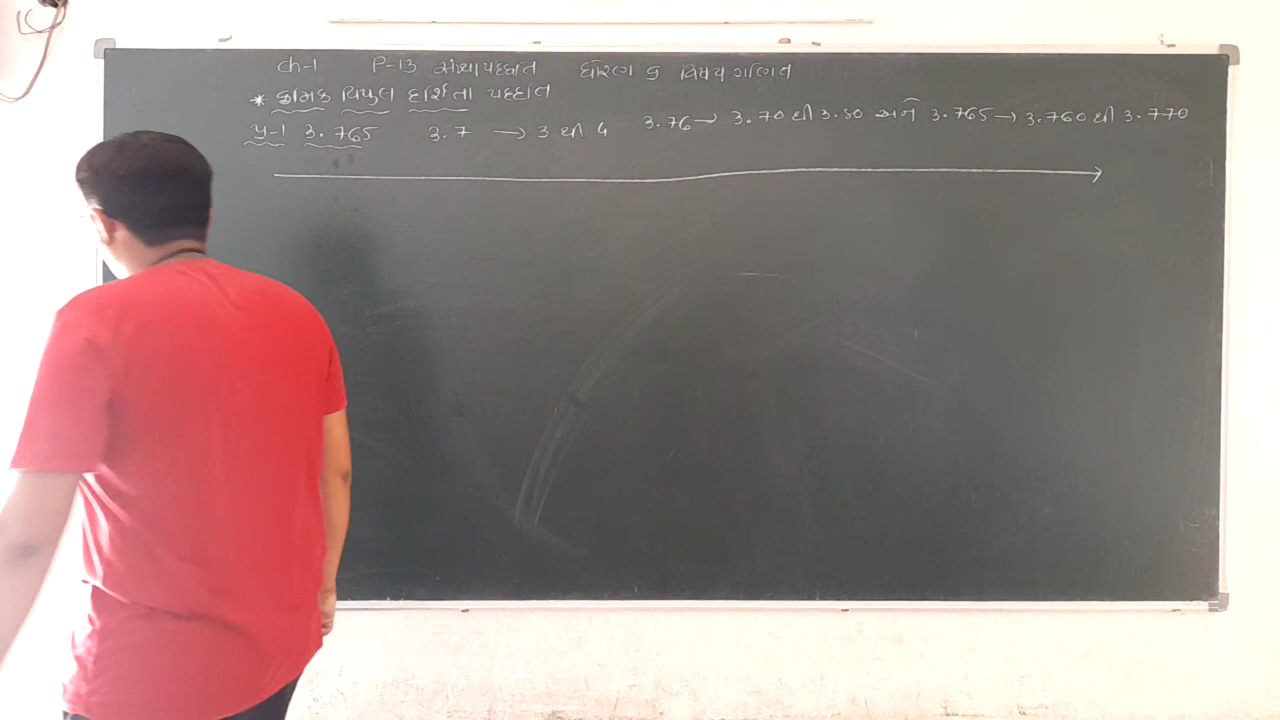 Ch-1 P-13 સંખ્યા પદ્ધતિ ધોરણ ૯ વિષય ગણિત
* ક્રમિક વિપુલ દર્શિતા પદ્ધતિ
પ્ર-1 3.765 3.7 → 3 થી 4 3.76 → 3.70 થી 3.80 અને 3.765 → 3.760 થી 3.770